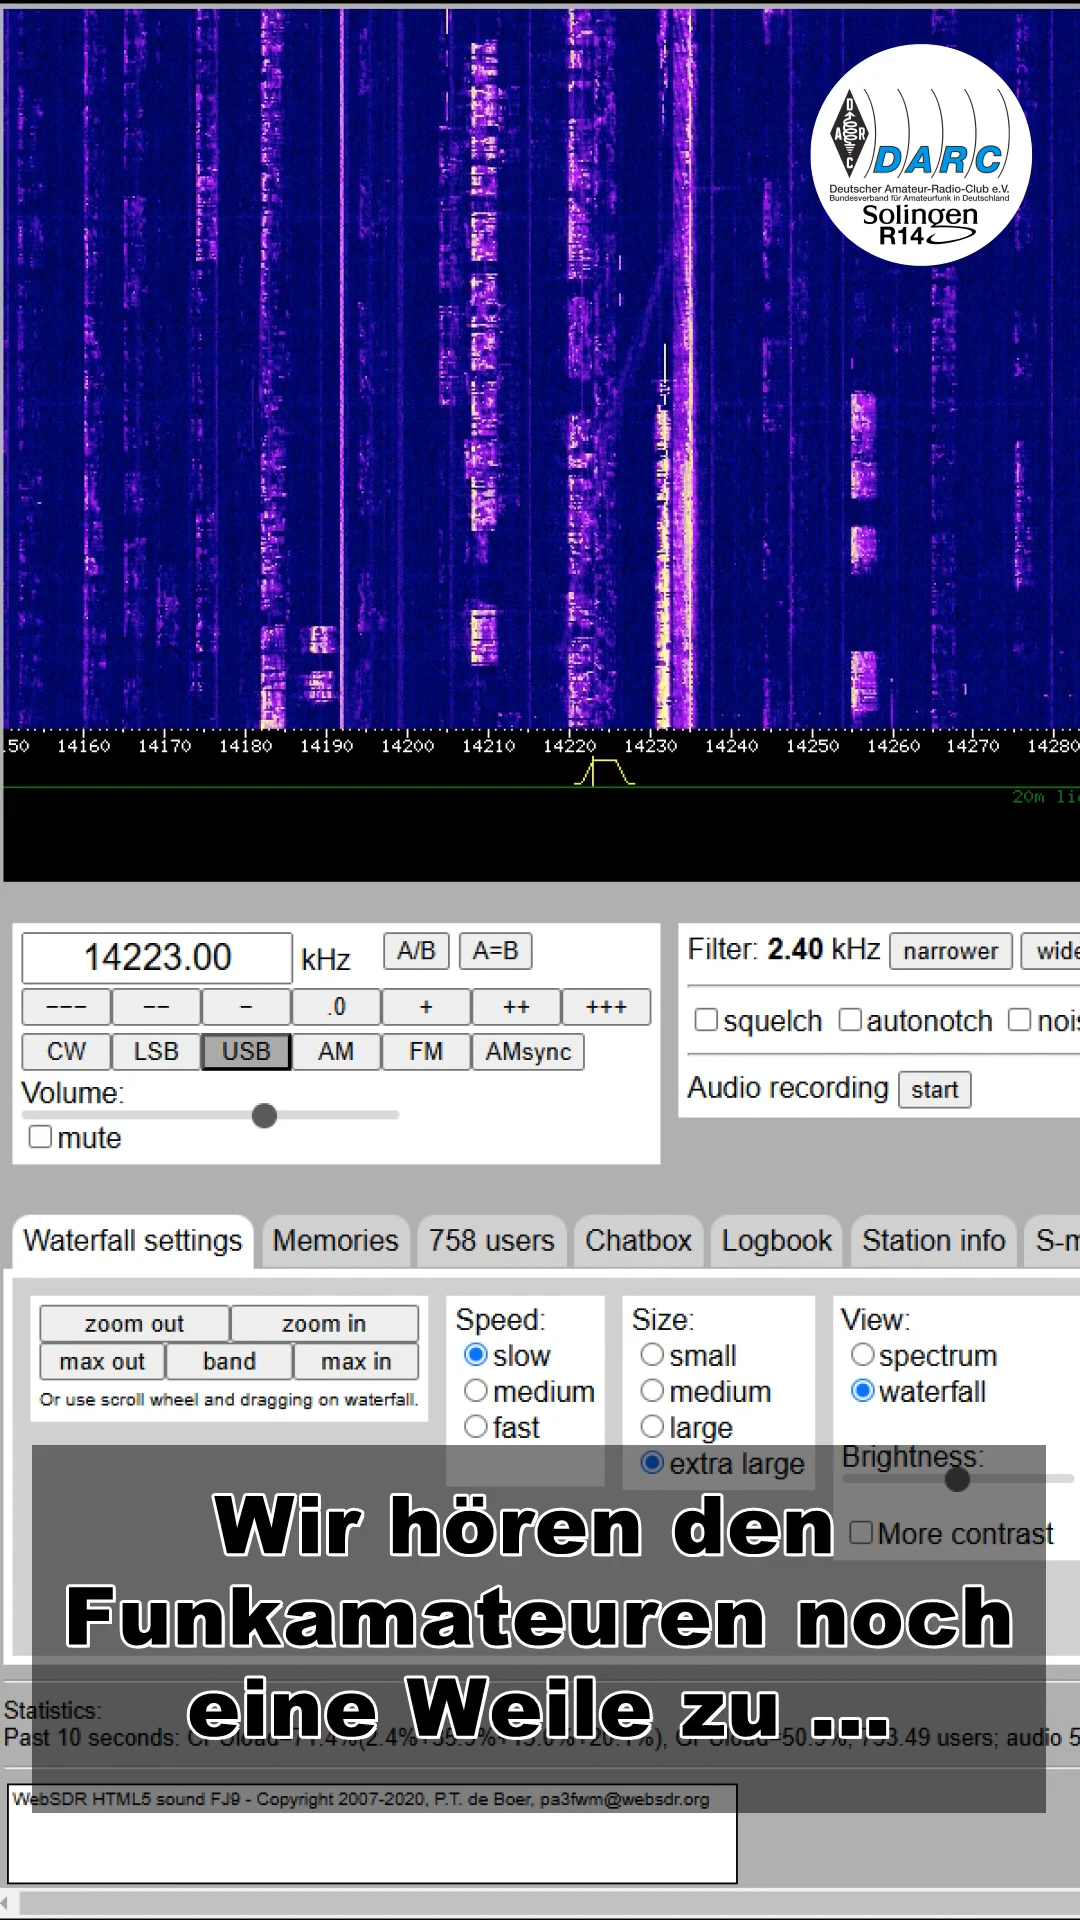 D
A R
C
DARC
Deutscher Amateur-Radio-Club e.V.
Bundesverband für Amateurfunk in Deutschland
Solingen
R14
.50 14160 14170 14180 14190 14200 14210 14220 14230 14240 14250 14260 14270 14280
20m
14223.00 kHz A/B A=B
--- -- - .0 + ++ +++
CW LSB USB AM FM AMsync
Volume:
mute
Filter: 2.40 kHz narrower
squelch autonotch
Audio recording start
Waterfall settings Memories 758 users Chatbox Logbook Station info
zoom out zoom in
max out band max in
Or use scroll wheel and dragging on waterfall.
Speed:
slow
medium
fast
Size:
small
medium
large
extra large
View:
spectrum
waterfall
Brightness:
More contrast
Wir hören den
Funkamateuren noch
eine Weile zu ...
Statistics:
Past 10 seconds: users; audio
WebSDR HTML5 sound FJ9 - Copyright 2007-2020, P.T. de Boer, pa3fwm@websdr.org